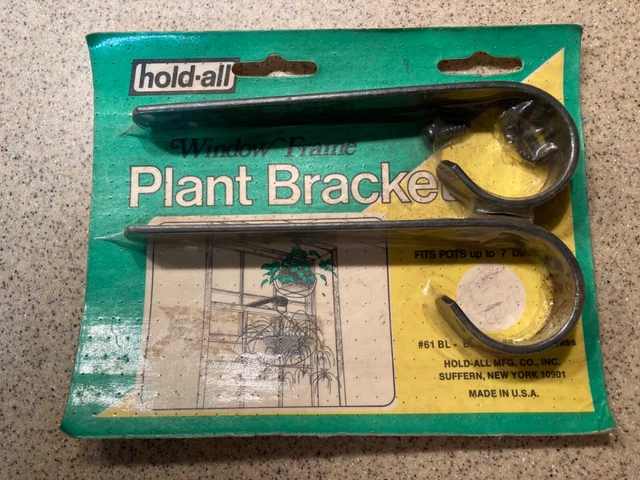 hold-all
Window Frame
Plant Bracket
FITS POTS up to 7"
#61 BL -
HOLD-ALL MFG. CO., INC.
SUFFERN, NEW YORK 10901
MADE IN U.S.A.